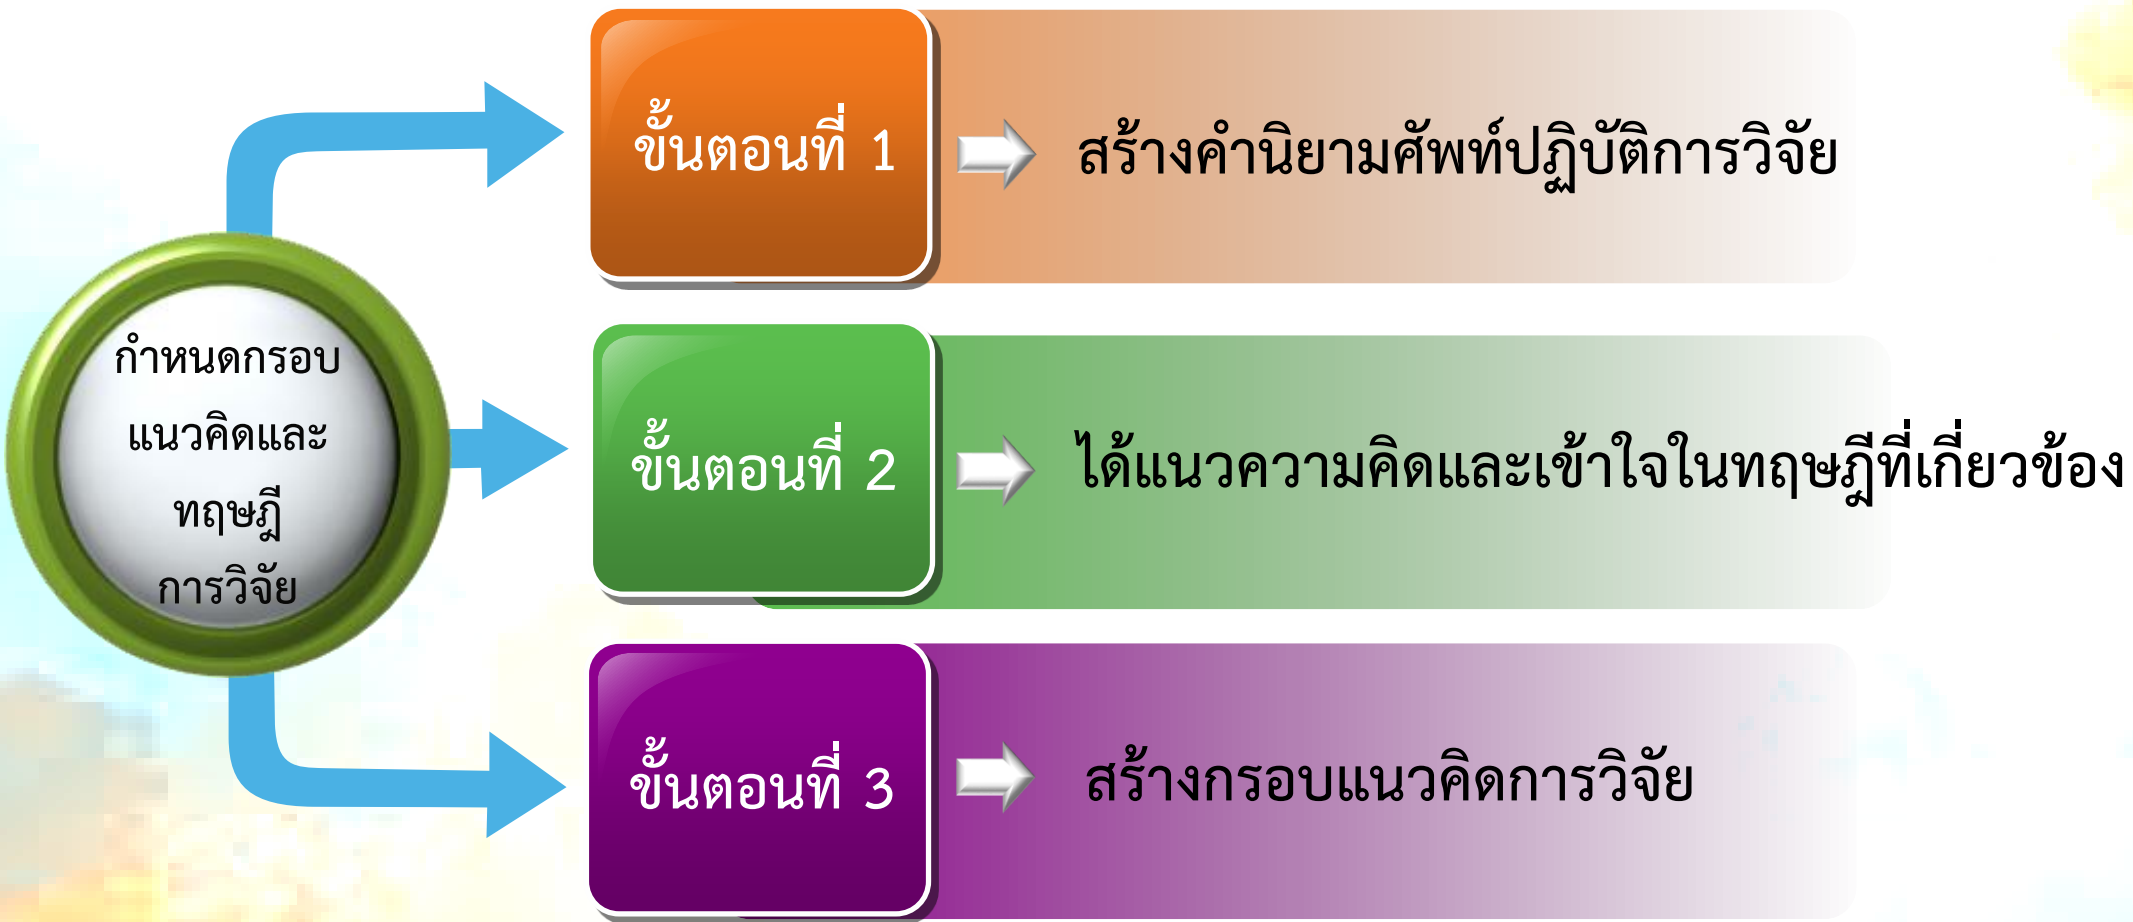 กำหนดกรอบ
แนวคิดและ
ทฤษฎี
การวิจัย
ขั้นตอนที่ 1
สร้างคำนิยามศัพท์ปฏิบัติการวิจัย
ขั้นตอนที่ 2
ได้แนวความคิดและเข้าใจในทฤษฎีที่เกี่ยวข้อง
ขั้นตอนที่ 3
สร้างกรอบแนวคิดการวิจัย